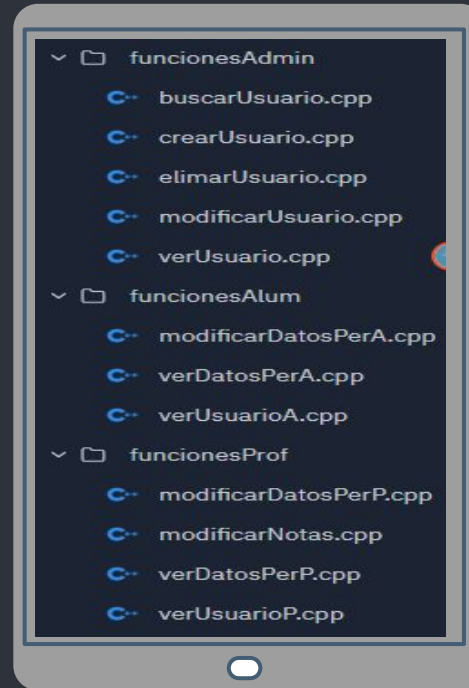 funcionesAdmin
C++ buscarUsuario.cpp
C++ crearUsuario.cpp
C++ elimarUsuario.cpp
C++ modificarUsuario.cpp
C++ verUsuario.cpp
funcionesAlum
C++ modificarDatosPerA.cpp
C++ verDatosPerA.cpp
C++ verUsuarioA.cpp
funcionesProf
C++ modificarDatosPerP.cpp
C++ modificarNotas.cpp
C++ verDatosPerP.cpp
C++ verUsuarioP.cpp